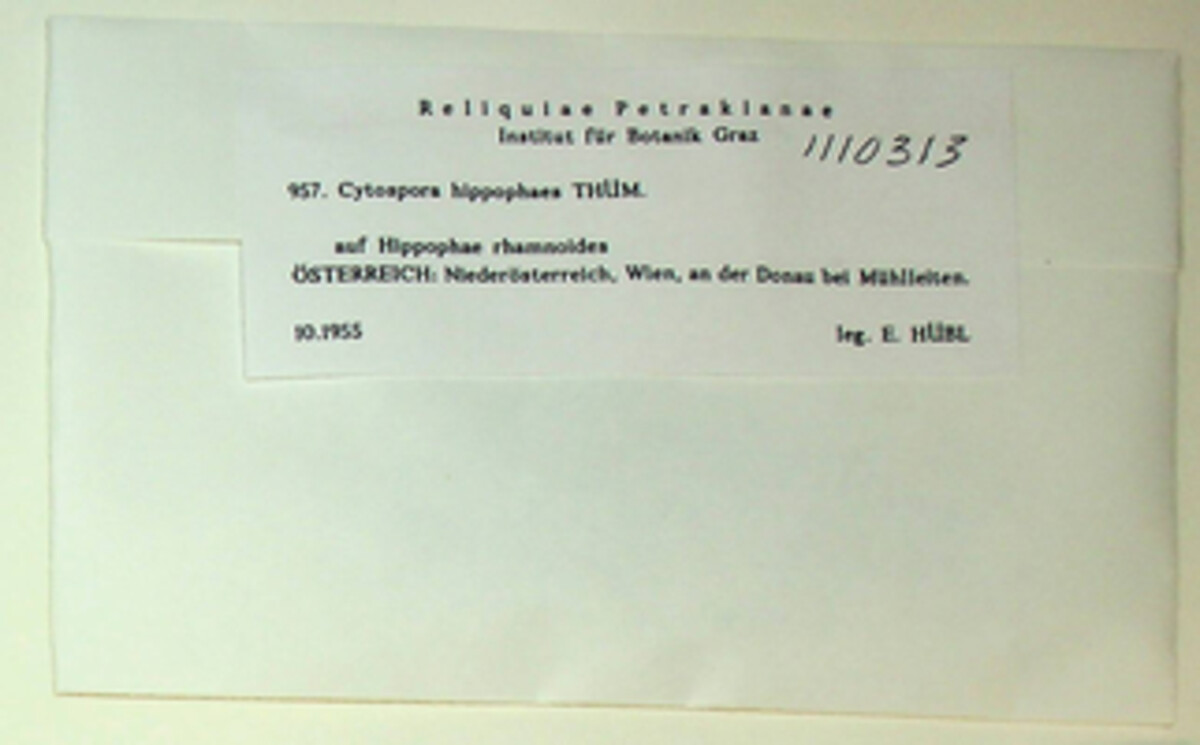 Reliquiae Petrakianae
Institut für Botanik Graz
1110313
957. Cytospora hippophaes THÜM.
auf Hippophae rhamnoides
ÖSTERREICH: Niederösterreich, Wien, an der Donau bei Mühlleiten.
10.1955 leg. E. HÜBL